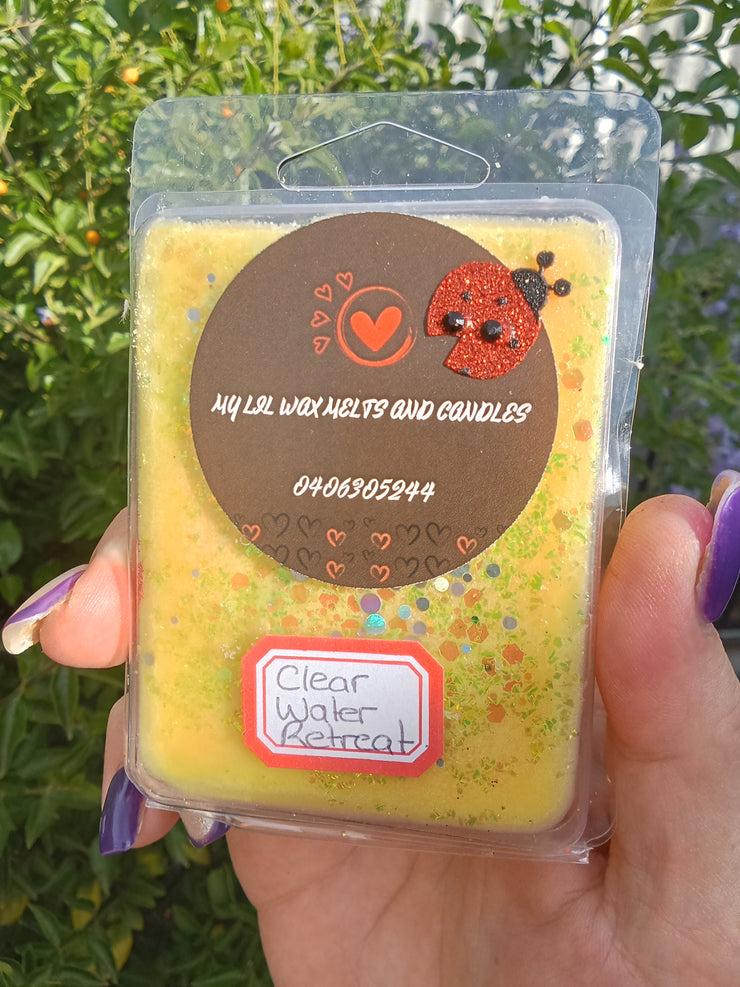 MY LIL WAX MELTS AND CANDLES
0406305244
Clear
Water
Retreat